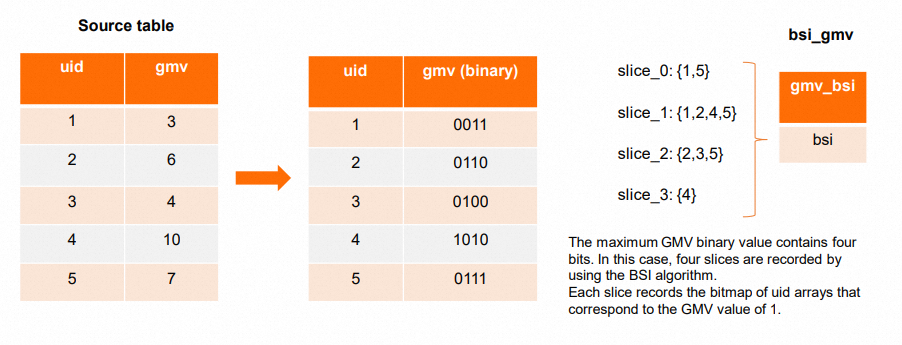 Source table
uid gmv
1 3
2 6
3 4
4 10
5 7
uid gmv (binary)
1 0011
2 0110
3 0100
4 1010
5 0111
slice_0: {1,5}
slice_1: {1,2,4,5}
slice_2: {2,3,5}
slice_3: {4}
bsi_gmv
gmv_bsi
bsi
The maximum GMV binary value contains four
bits. In this case, four slices are recorded by
using the BSI algorithm.
Each slice records the bitmap of uid arrays that
correspond to the GMV value of 1.